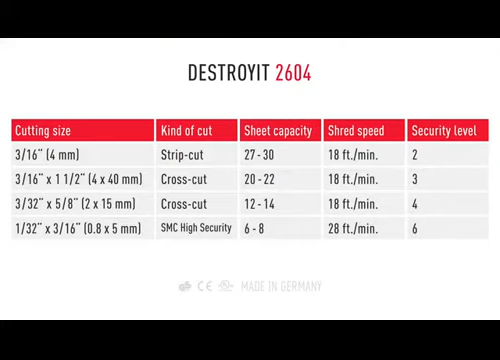 DESTROYIT 2604
Cutting size Kind of cut Sheet capacity Shred speed Security level
3/16″ (4 mm) Strip-cut 27 - 30 18 ft./min. 2
3/16″ x 1 1/2″ (4 x 40 mm) Cross-cut 20 - 22 18 ft./min. 3
3/32″ x 5/8″ (2 x 15 mm) Cross-cut 12 - 14 18 ft./min. 4
1/32″ x 3/16″ (0.8 x 5 mm) SMC High Security 6 - 8 28 ft./min. 6
CE MADE IN GERMANY